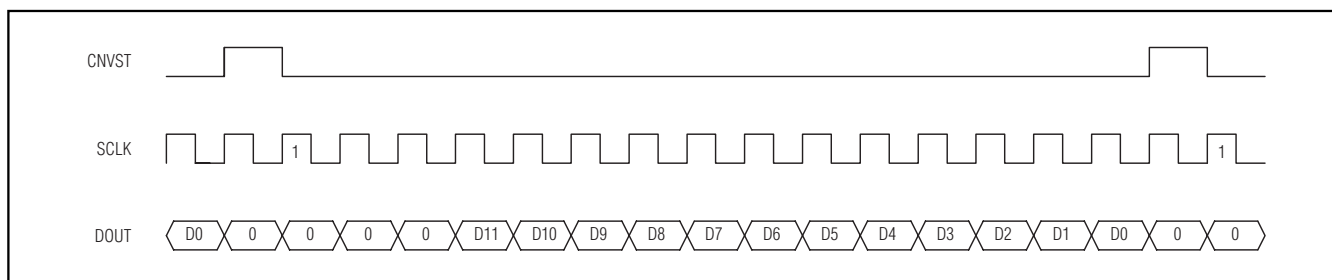 CNVST
SCLK 1 1
DOUT D0 0 0 0 0 D11 D10 D9 D8 D7 D6 D5 D4 D3 D2 D1 D0 0 0